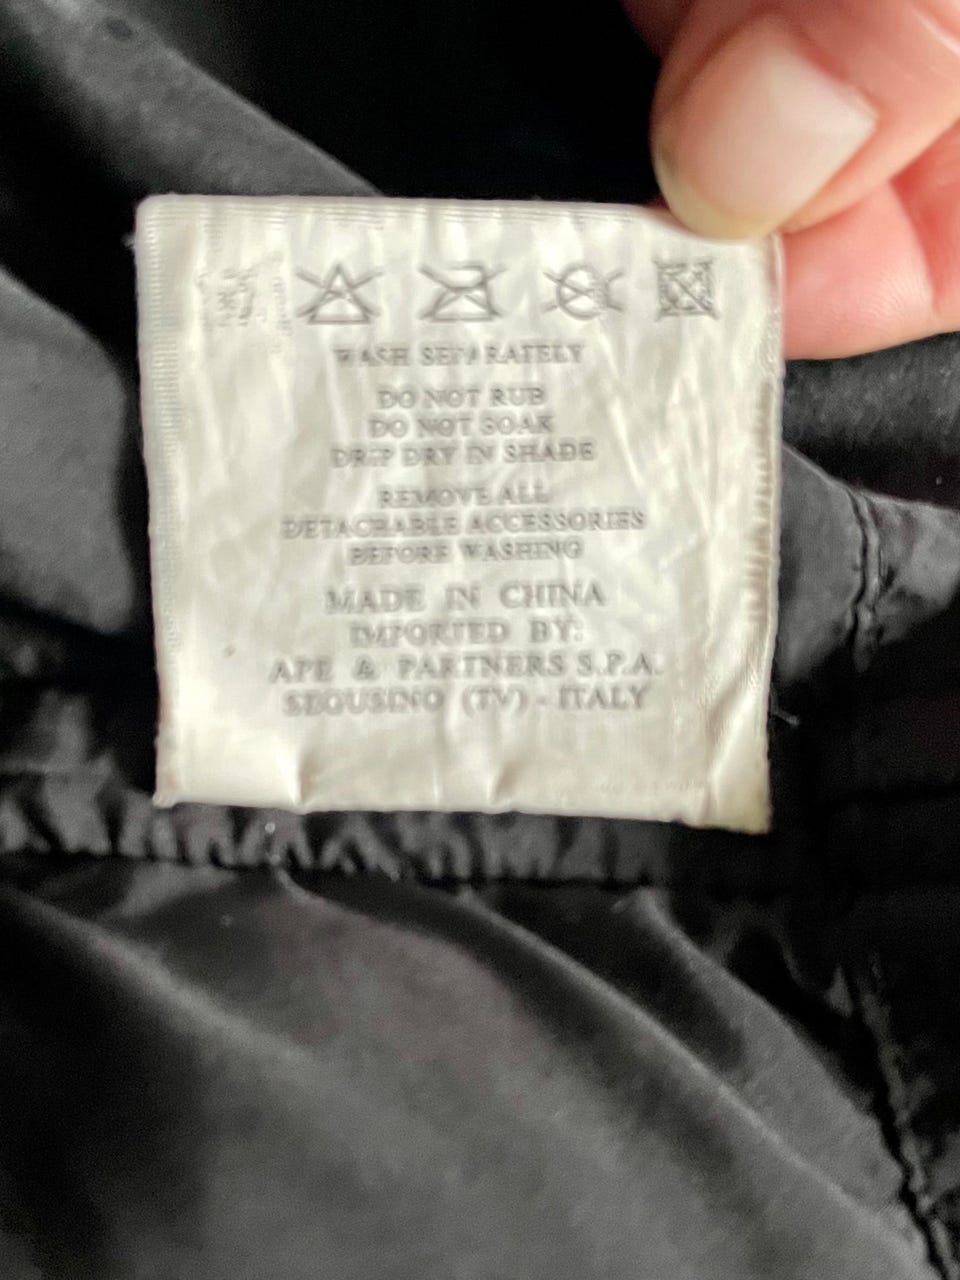 WASH SEPARATELY
DO NOT RUB
DO NOT SOAK
DRIP DRY IN SHADE
REMOVE ALL
DETACHABLE ACCESSORIES
BEFORE WASHING
MADE IN CHINA
IMPORTED BY:
APE & PARTNERS S.P.A.
SEGUSINO (TV) - ITALY